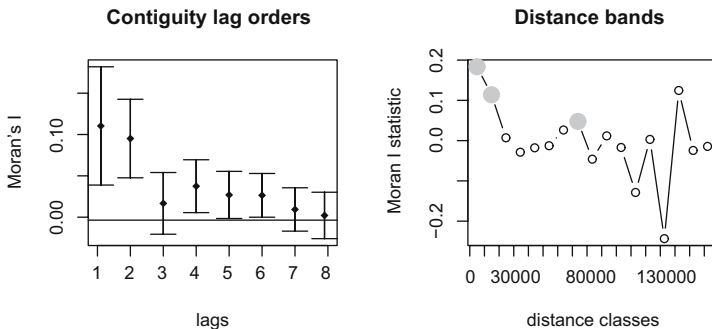 Contiguity lag orders
Moran's I
0.10
0.00
1 2 3 4 5 6 7 8
lags
Distance bands
Moran I statistic
0.2
0.1
0.0
−0.2
0 30000 80000 130000
distance classes